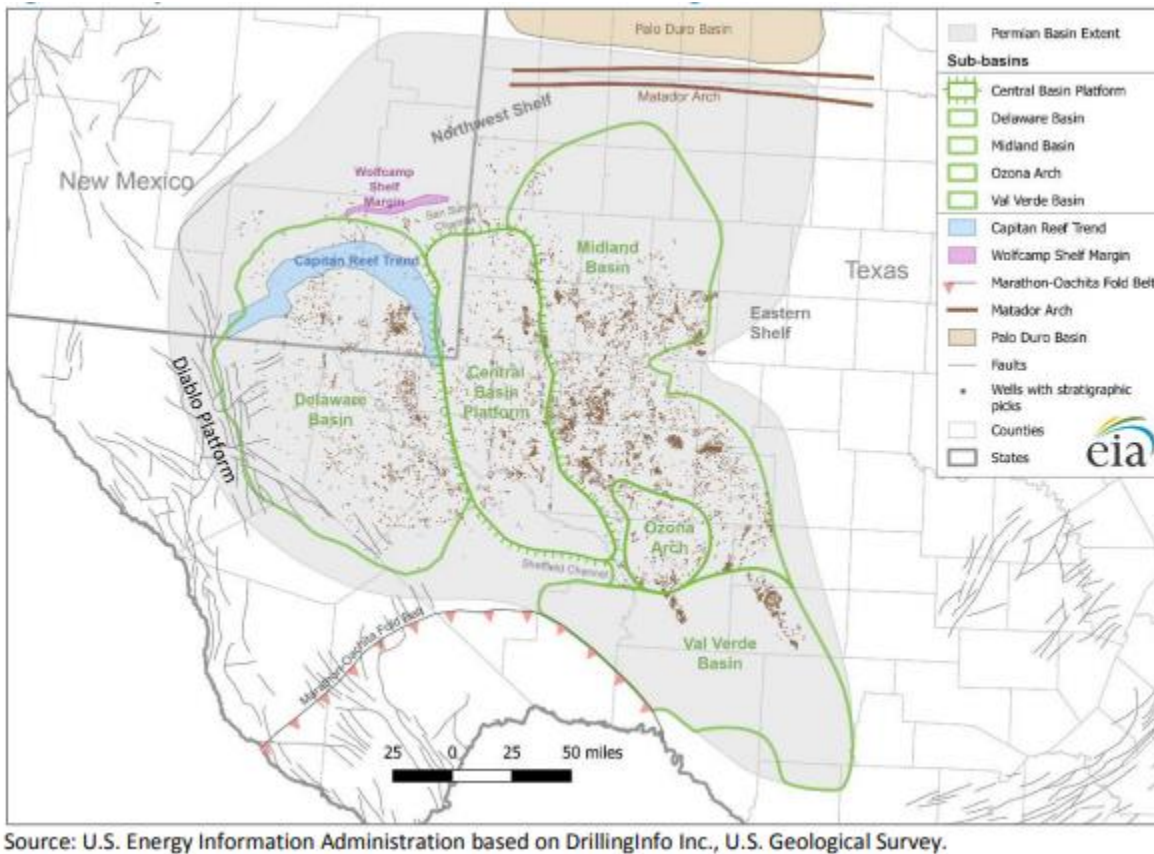 Palo Duro Basin
Matador Arch
Northwest Shelf
New Mexico
Wolfcamp
Shelf
Margin
San Simon
Channel
Capitan Reef Trend
Midland
Basin
Texas
Eastern
Shelf
Diablo Platform
Delaware
Basin
Central
Basin
Platform
Ozona
Arch
Sheffield Channel
Marathon-Oachita Fold Belt
Val Verde
Basin
25 0 25 50 miles
Permian Basin Extent
Sub-basins
Central Basin Platform
Delaware Basin
Midland Basin
Ozona Arch
Val Verde Basin
Capitan Reef Trend
Wolfcamp Shelf Margin
Marathon-Oachita Fold Belt
Matador Arch
Palo Duro Basin
Faults
Wells with stratigraphic
picks
Counties
States
eia
Source: U.S. Energy Information Administration based on DrillingInfo Inc., U.S. Geological Survey.